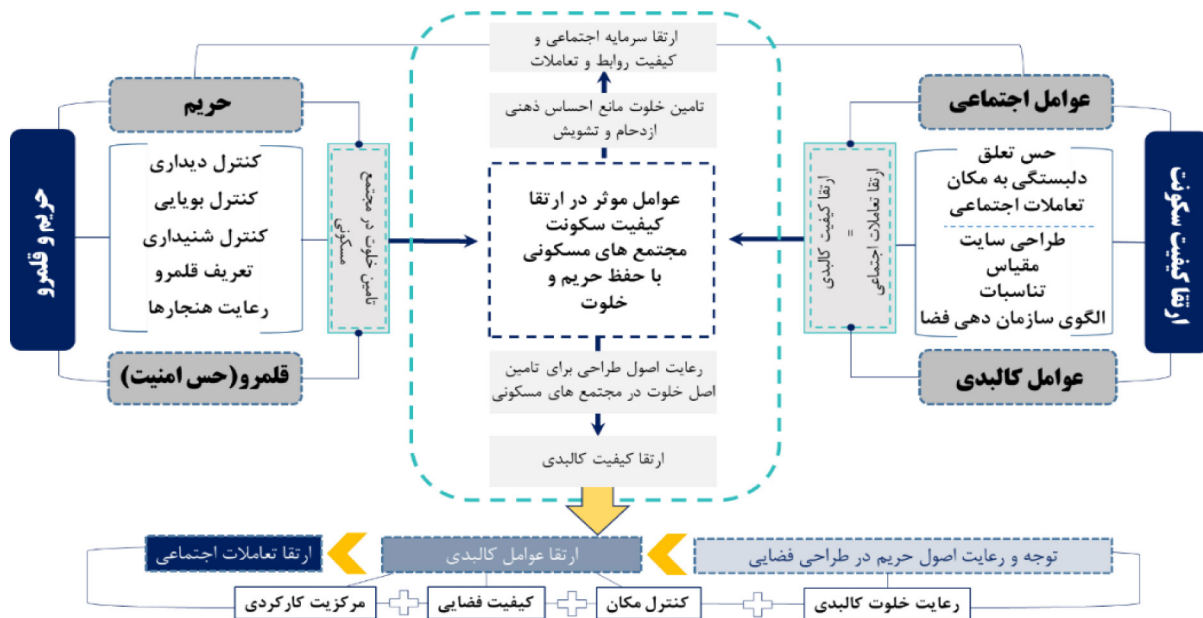 ارتقا سرمایه اجتماعی و
کیفیت روابط و تعاملات
تامین خلوت مانع احساس ذهنی
ازدحام و تشویش
عوامل موثر در ارتقا
کیفیت سکونت
مجتمع های مسکونی
با حفظ حریم و
خلوت
رعایت اصول طراحی برای تامین
اصل خلوت در مجتمع های مسکونی
ارتقا کیفیت کالبدی
ارتقا کیفیت سکونت
عوامل اجتماعی
حس تعلق
دلبستگی به مکان
تعاملات اجتماعی
طراحی سایت
مقیاس
تناسبات
الگوی سازمان دهی فضا
عوامل کالبدی
ارتقا تعاملات اجتماعی
=
ارتقا کیفیت کالبدی
حریم و قلمرو
حریم
کنترل دیداری
کنترل بویایی
کنترل شنیداری
تعریف قلمرو
رعایت هنجارها
قلمرو(حس امنیت)
تامین خلوت در مجتمع
مسکونی
توجه و رعایت اصول حریم در طراحی فضایی
ارتقا عوامل کالبدی
ارتقا تعاملات اجتماعی
رعایت خلوت کالبدی
کنترل مکان
کیفیت فضایی
مرکزیت کارکردی